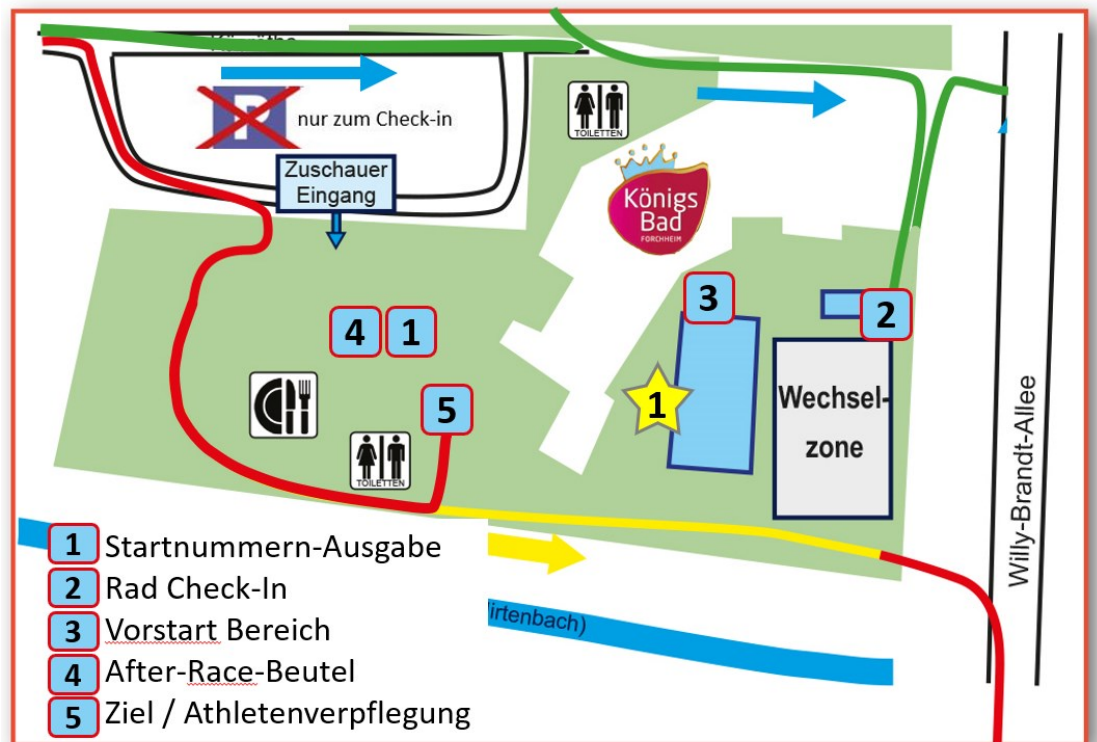 P
nur zum Check-in
TOILETTEN
Zuschauer
Eingang
Königs
Bad
FORCHHEIM
3
2
4
1
1
5
Wechsel-
zone
TOILETTEN
Willy-Brandt-Allee
irtenbach)
1 Startnummern-Ausgabe
2 Rad Check-In
3 Vorstart Bereich
4 After-Race-Beutel
5 Ziel / Athletenverpflegung